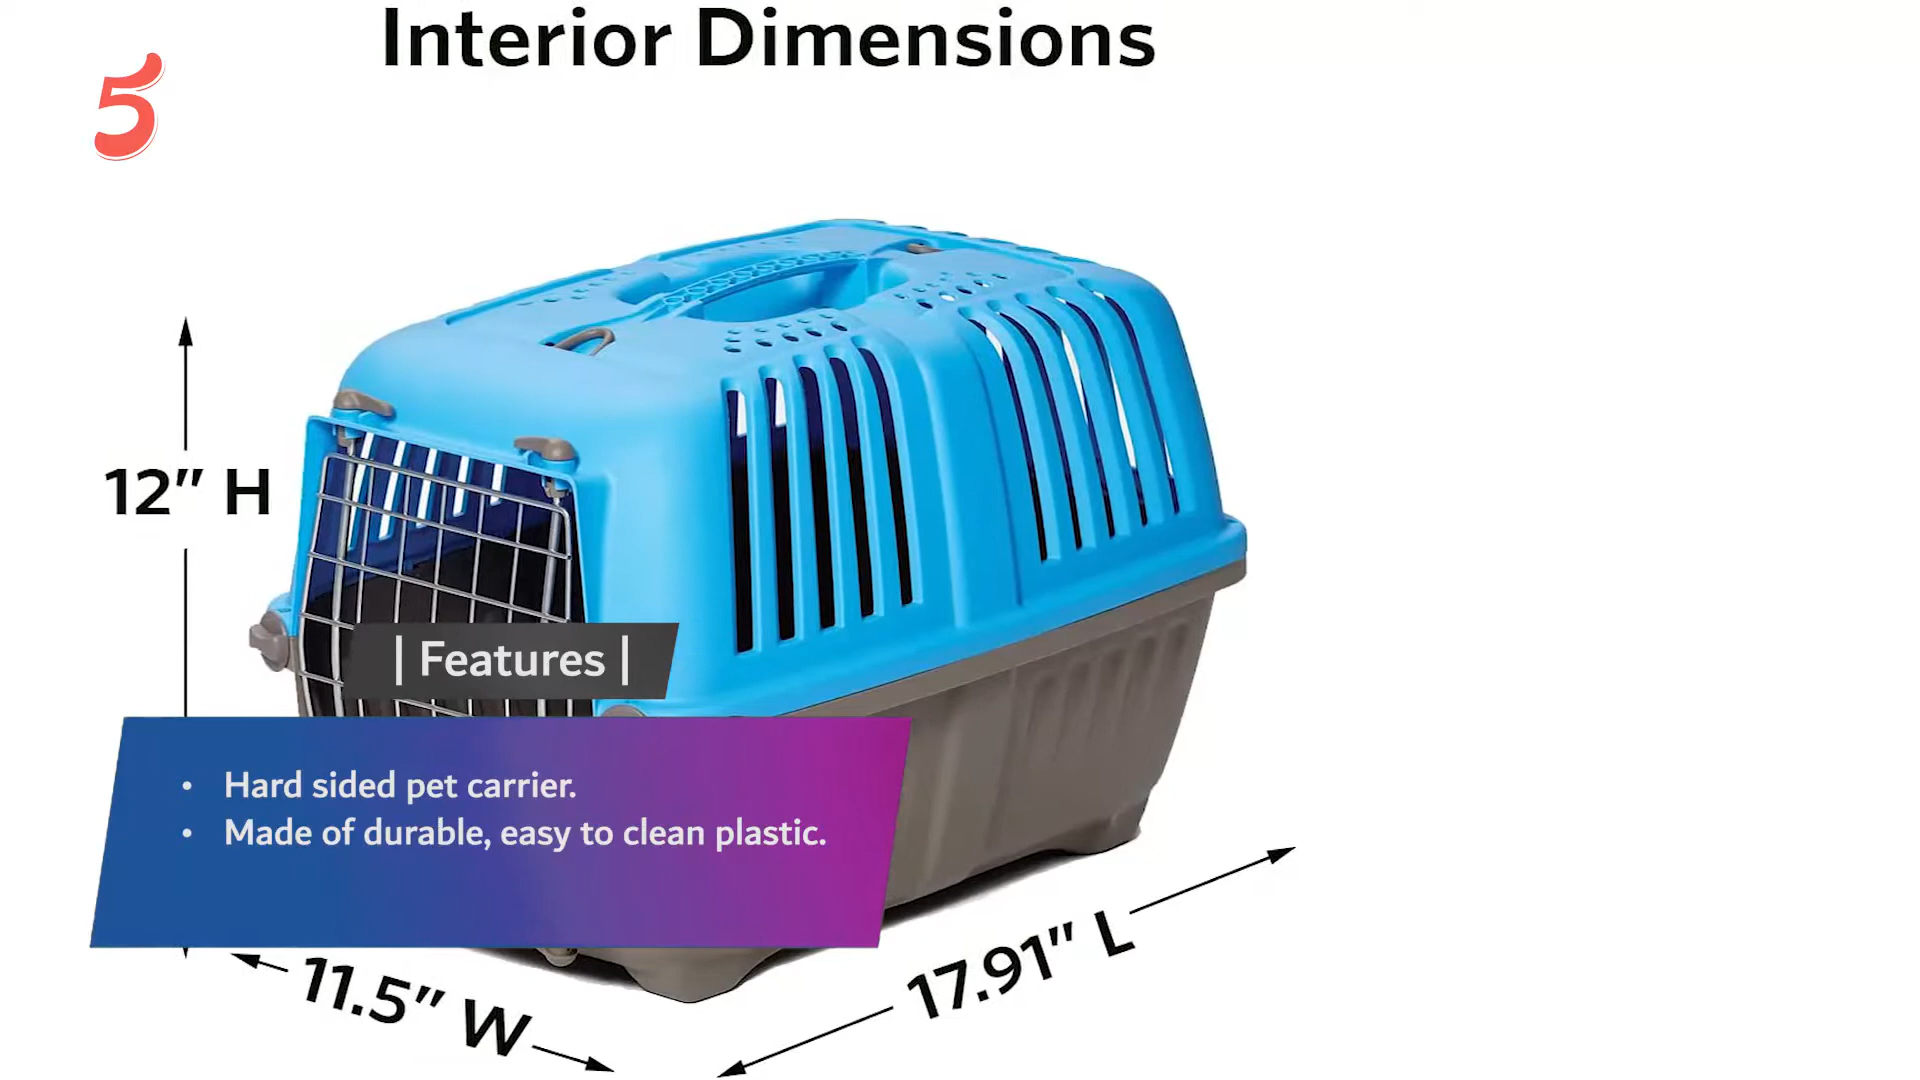 Interior Dimensions
5
12" H
| Features |
• Hard sided pet carrier.
• Made of durable, easy to clean plastic.
11.5" W
17.91" L